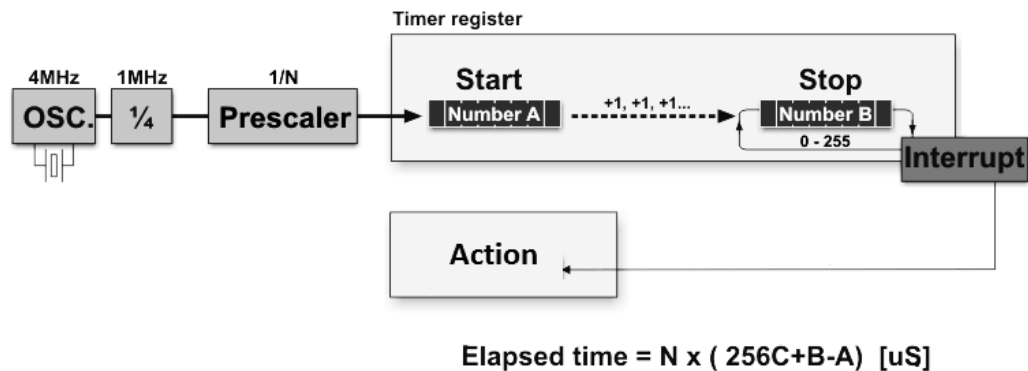 Timer register
4MHz 1MHz 1/N
Start Stop
OSC. ¼ Prescaler Number A +1, +1, +1... Number B
0 - 255
Interrupt
Action
Elapsed time = N x ( 256C+B-A) [uS]